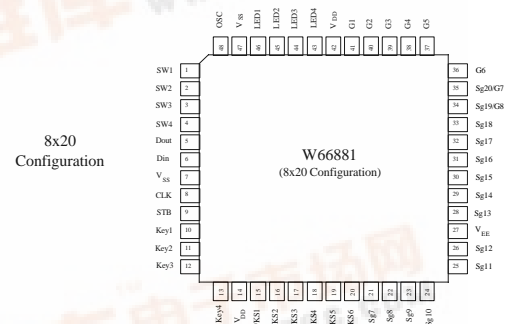 OSC
VSS
LED1
LED2
LED3
LED4
VDD
G1
G2
G3
G4
G5
48 47 46 45 44 43 42 41 40 39 38 37
SW1 1
SW2 2
SW3 3
SW4 4
Dout 5
Din 6
VSS 7
CLK 8
STB 9
Key1 10
Key2 11
Key3 12
8x20
Configuration
W66881
(8x20 Configuration)
36 G6
35 Sg20/G7
34 Sg19/G8
33 Sg18
32 Sg17
31 Sg16
30 Sg15
29 Sg14
28 Sg13
27 VEE
26 Sg12
25 Sg11
13 14 15 16 17 18 19 20 21 22 23 24
Key4
VDD
/KS1
/KS2
/KS3
/KS4
/KS5
/KS6
Sg7
Sg8
Sg9
Sg10
电子市场网